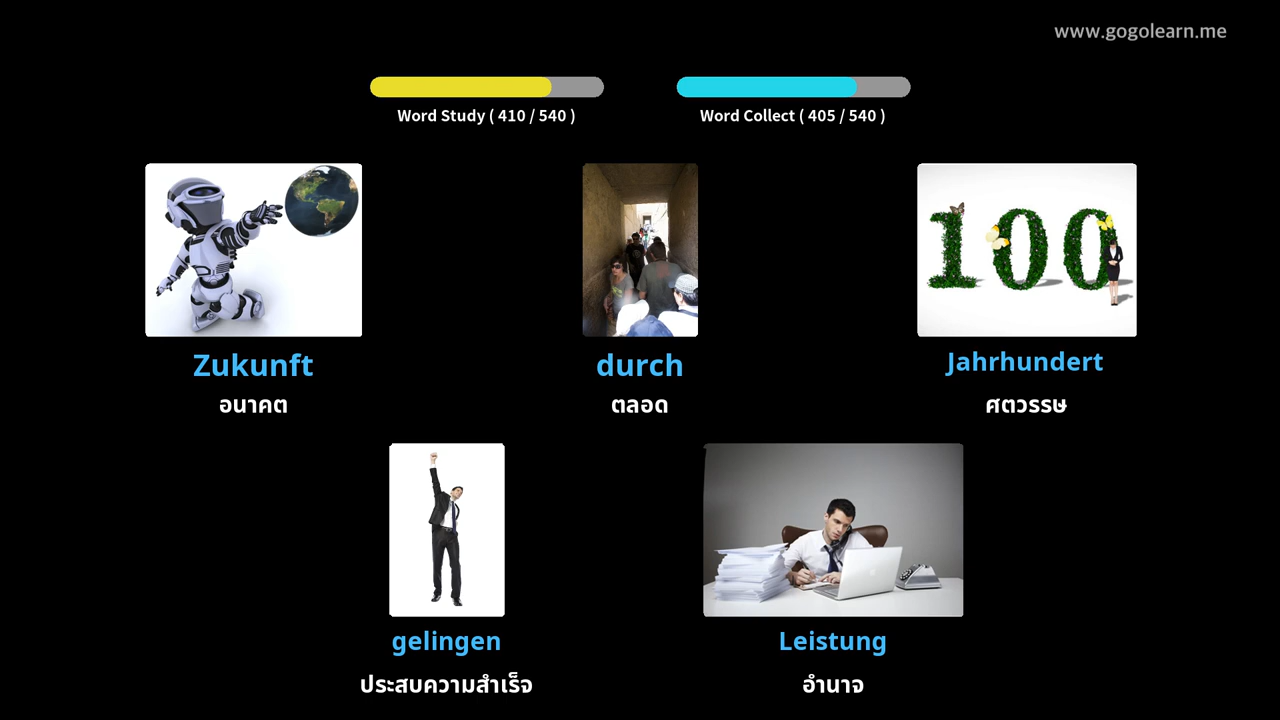 www.gogolearn.me
Word Study ( 410 / 540 )
Word Collect ( 405 / 540 )
Zukunft
อนาคต
durch
ตลอด
Jahrhundert
ศตวรรษ
gelingen
ประสบความสำเร็จ
Leistung
อำนาจ